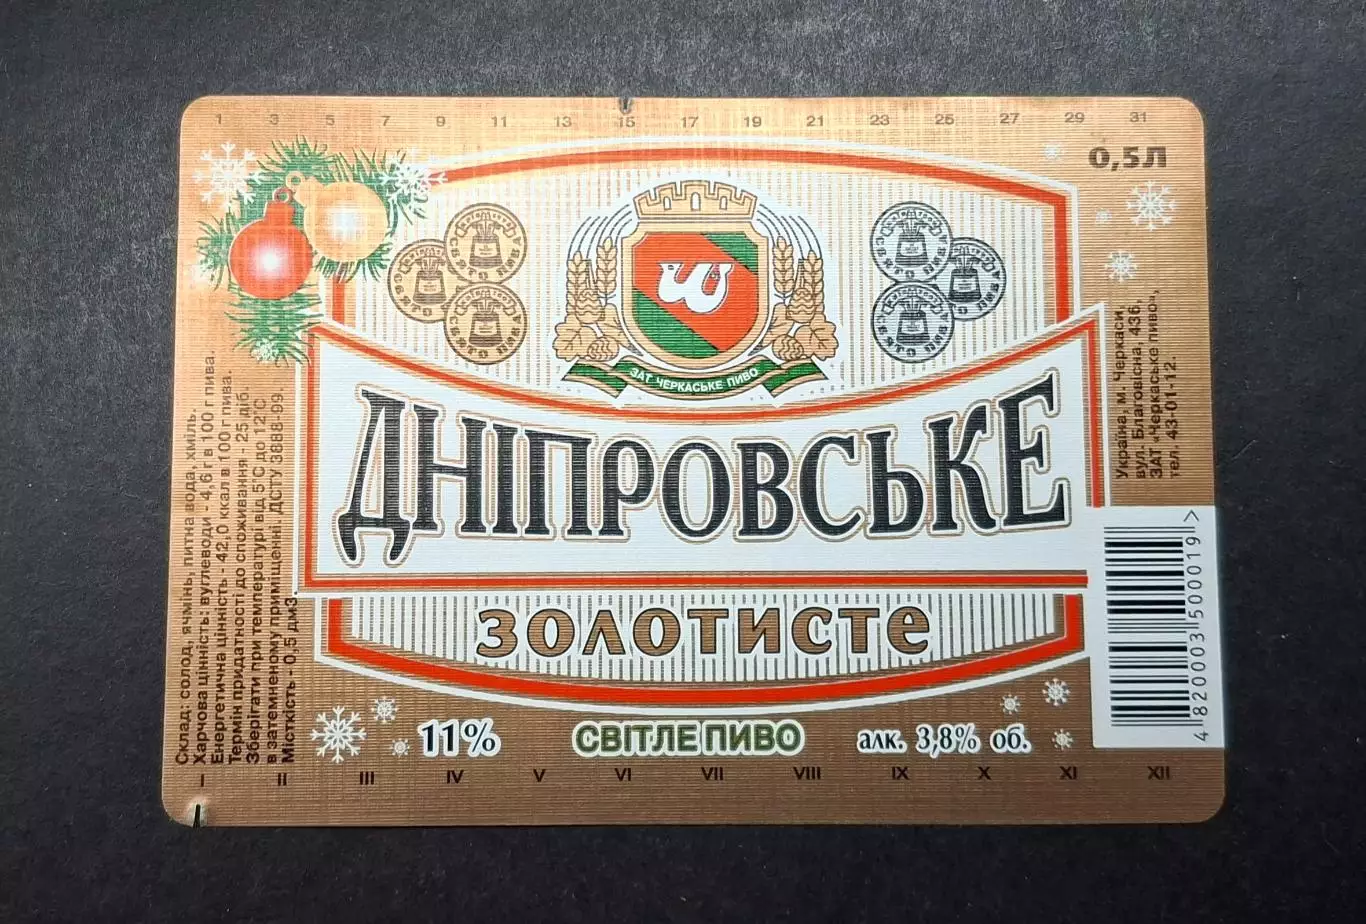 1 3 5 7 9 11 13 15 17 19 21 23 25 27 29 31
0,5Л
ЗАТ ЧЕРКАСЬКЕ ПИВО
ДНІПРОВСЬКЕ
ЗОЛОТИСТЕ
11%
СВІТЛЕ ПИВО
алк. 3,8% об.
I II III IV V VI VII VIII IX X XI XII
Склад: солод, ячмінь, питна вода, хміль.
Харчова цінність: вуглеводи - 4,6 г в 100 г пива.
Енергетична цінність - 42,0 ккал в 100 г пива.
Термін придатності до споживання - 25 діб.
Зберігати при температурі від 5°С до 12°С
в затемненому приміщенні. ДСТУ 3888-99.
Місткість - 0,5 дм3
Україна, м. Черкаси,
вул. Благовісна, 436,
ЗАТ «Черкаське пиво»,
тел. 43-01-12.
4 820003 500019 >